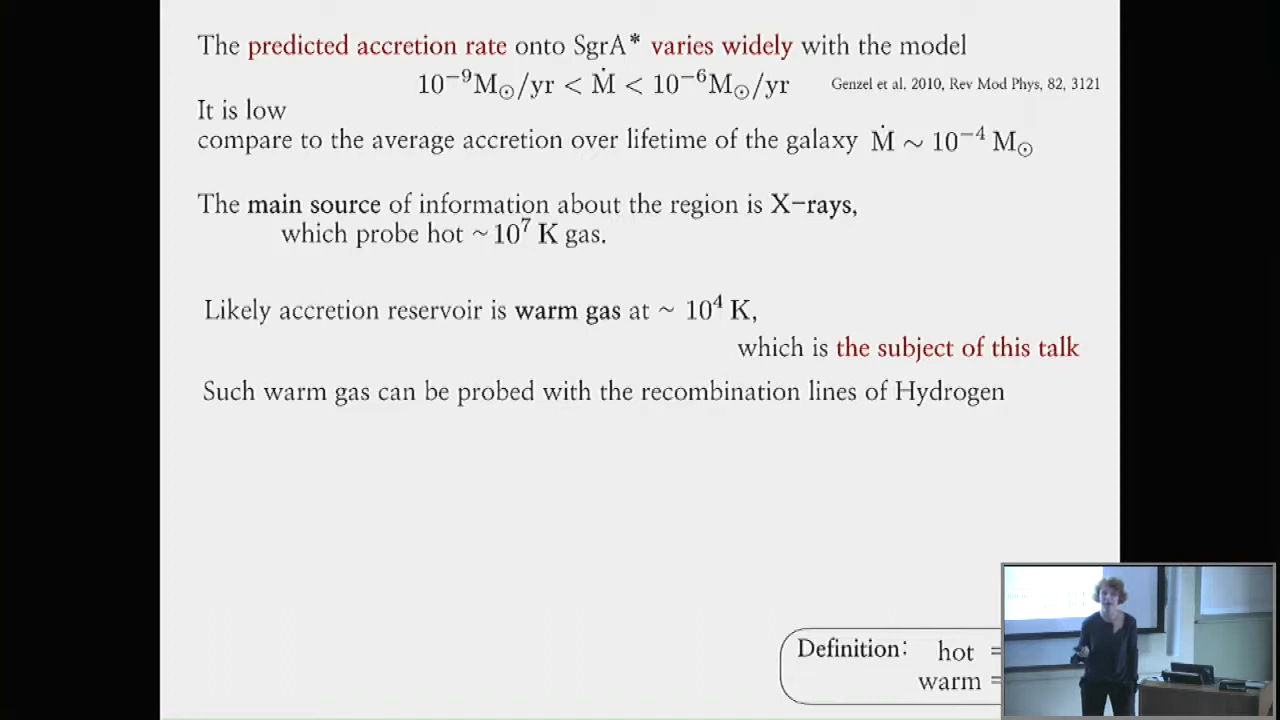 The predicted accretion rate onto SgrA* varies widely with the model
10⁻⁹M☉/yr < Ṁ < 10⁻⁶M☉/yr Genzel et al. 2010, Rev Mod Phys, 82, 3121
It is low
compare to the average accretion over lifetime of the galaxy Ṁ ~ 10⁻⁴ M☉
The main source of information about the region is X-rays,
which probe hot ~10⁷ K gas.
Likely accretion reservoir is warm gas at ~ 10⁴ K,
which is the subject of this talk
Such warm gas can be probed with the recombination lines of Hydrogen
Definition: hot =
warm =